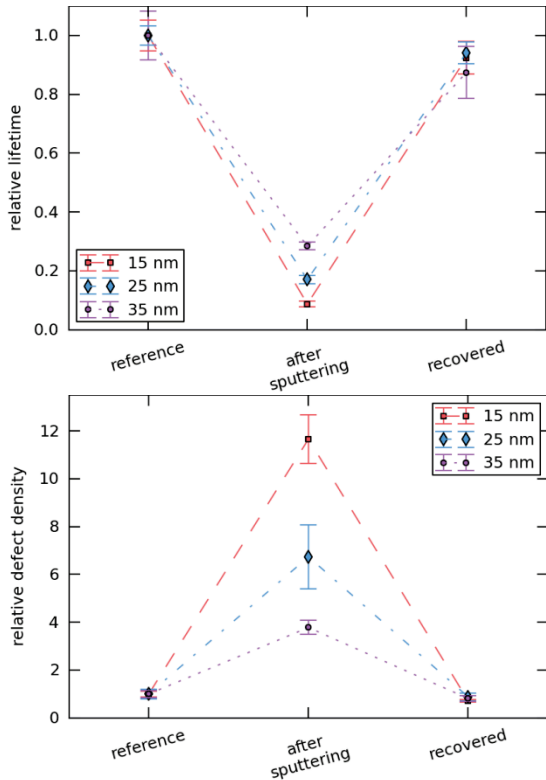 1.0
0.8
0.6
0.4
0.2
0.0
relative lifetime
15 nm
25 nm
35 nm
reference
after
sputtering
recovered
12
10
8
6
4
2
0
relative defect density
15 nm
25 nm
35 nm
reference
after
sputtering
recovered